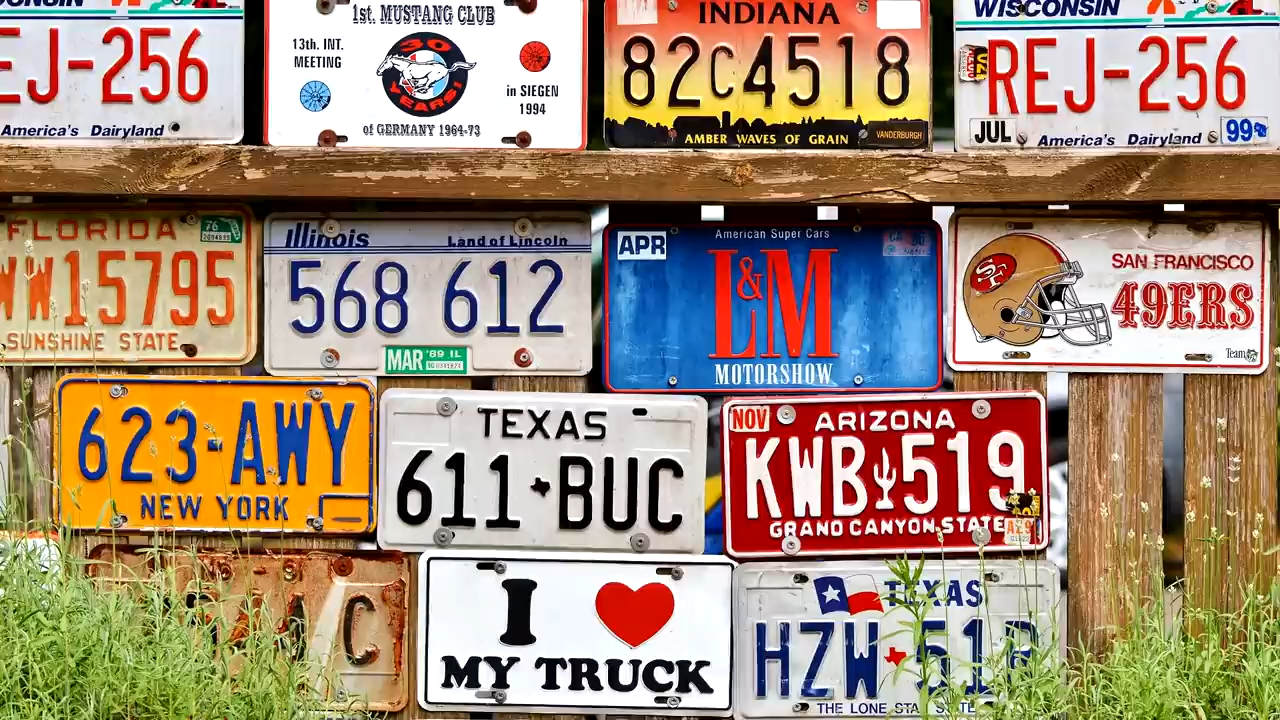 WISCONSIN
EJ-256
America's Dairyland
1st. MUSTANG CLUB
13th. INT.
MEETING
30
YEARS!
in SIEGEN
1994
of GERMANY 1964-73
INDIANA
82C4518
AMBER WAVES OF GRAIN
VANDERBURGH
WISCONSIN
REJ-256
JUL
America's Dairyland
99
FLORIDA
76
WW15795
SUNSHINE STATE
Illinois
Land of Lincoln
568 612
MAR '89 IL
APR
American Super Cars
L&M
MOTORSHOW
SF
SAN FRANCISCO
49ERS
Team
623-AWY
NEW YORK
TEXAS
611 BUC
NOV
ARIZONA
KWB 519
GRAND CANYON STATE
C
I
MY TRUCK
TEXAS
HZW 51P
THE LONE STAR STATE